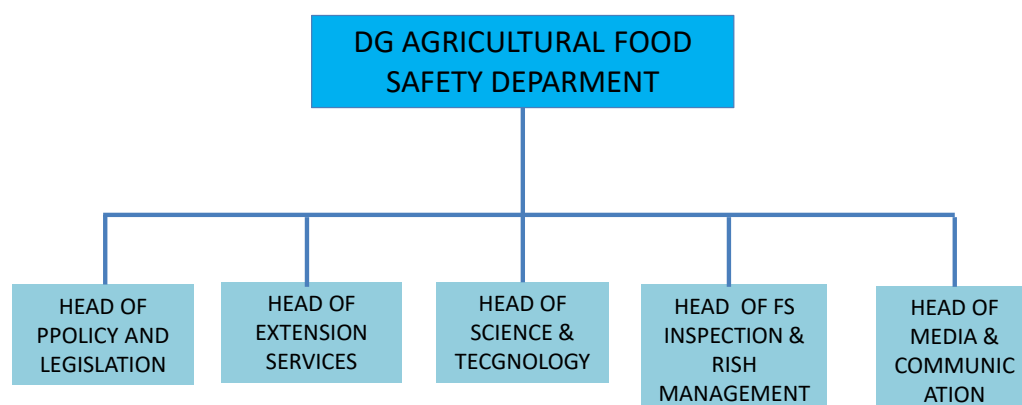 DG AGRICULTURAL FOOD
SAFETY DEPARMENT
HEAD OF
PPOLICY AND
LEGISLATION
HEAD OF
EXTENSION
SERVICES
HEAD OF
SCIENCE &
TECGNOLOGY
HEAD OF FS
INSPECTION &
RISH
MANAGEMENT
HEAD OF
MEDIA &
COMMUNIC
ATION